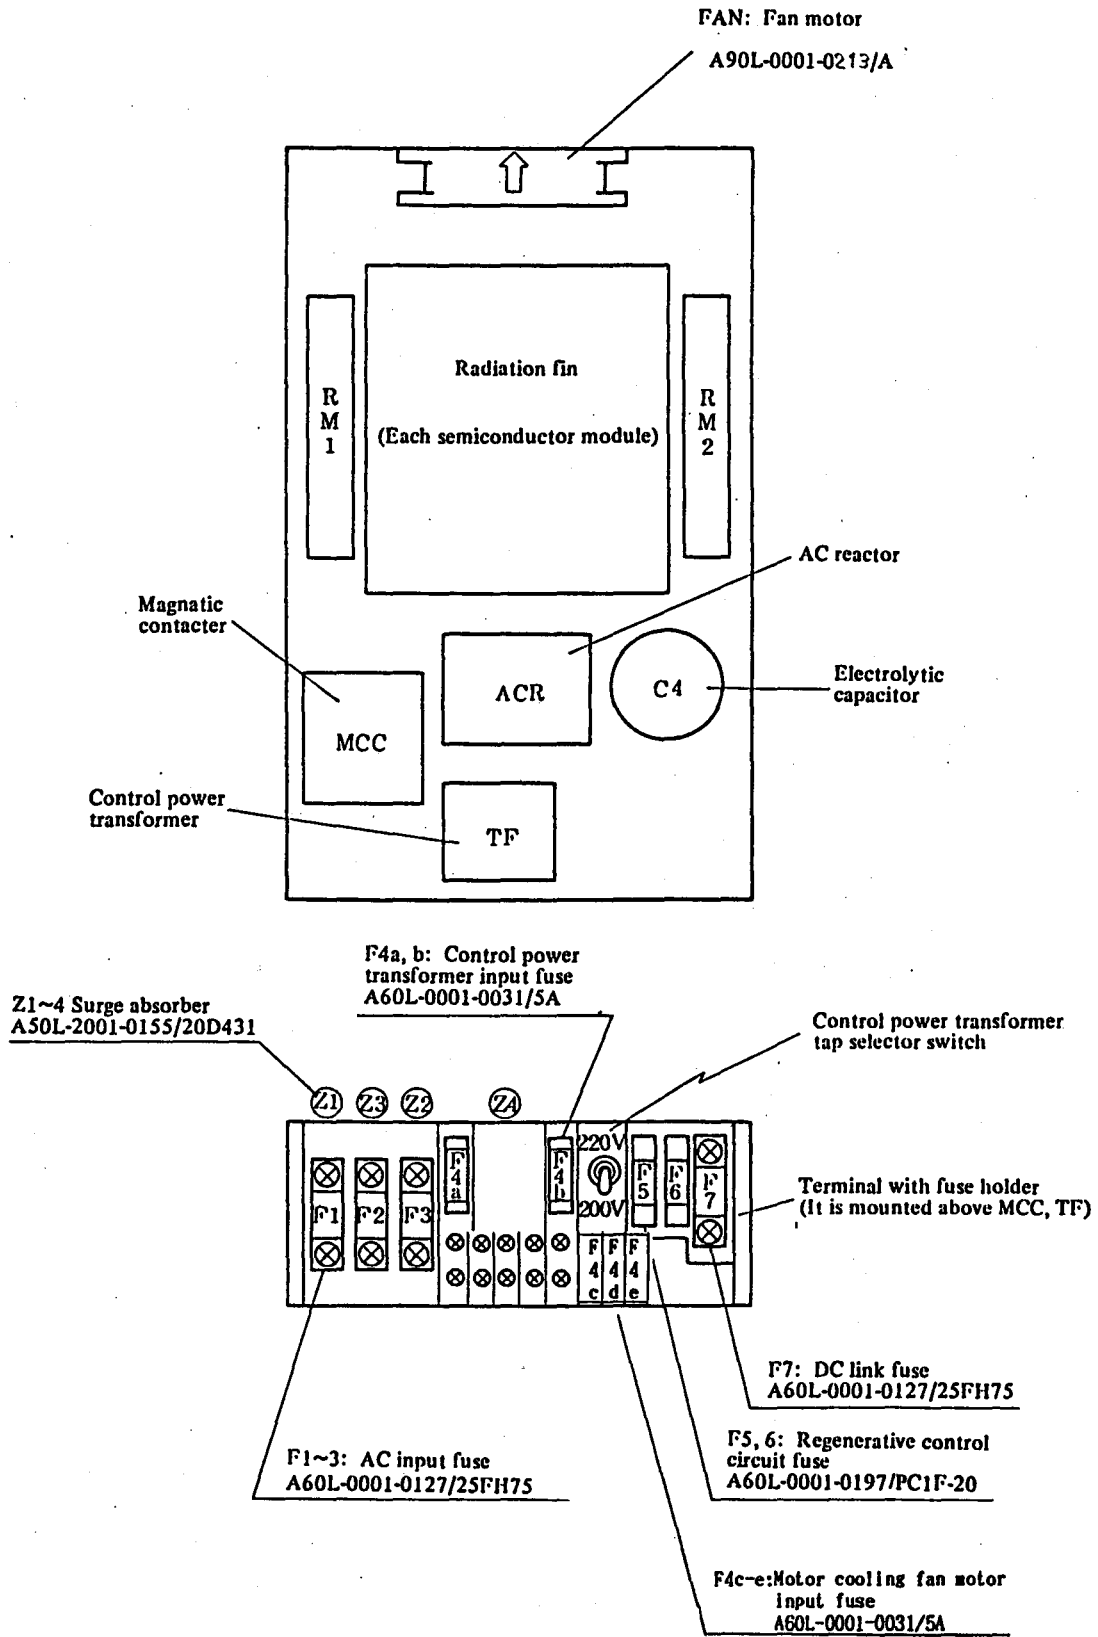 FAN: Fan motor
A90L-0001-0213/A
Radiation fin
(Each semiconductor module)
R
M
1
R
M
2
AC reactor
Magnatic
contacter
ACR
C4
Electrolytic
capacitor
MCC
Control power
transformer
TF
F4a, b: Control power
transformer input fuse
A60L-0001-0031/5A
Z1~4 Surge absorber
A50L-2001-0155/20D431
Control power transformer
tap selector switch
Z1 Z3 Z2 Z4
220V
F
4
a
F
4
b
F
5
F
6
F
7
F1 F2 F3
200V
Terminal with fuse holder
(It is mounted above MCC, TF)
F
4
c
F
4
d
F
4
e
F7: DC link fuse
A60L-0001-0127/25FH75
F1~3: AC input fuse
A60L-0001-0127/25FH75
F5, 6: Regenerative control
circuit fuse
A60L-0001-0197/PC1F-20
F4c-e:Motor cooling fan motor
input fuse
A60L-0001-0031/5A